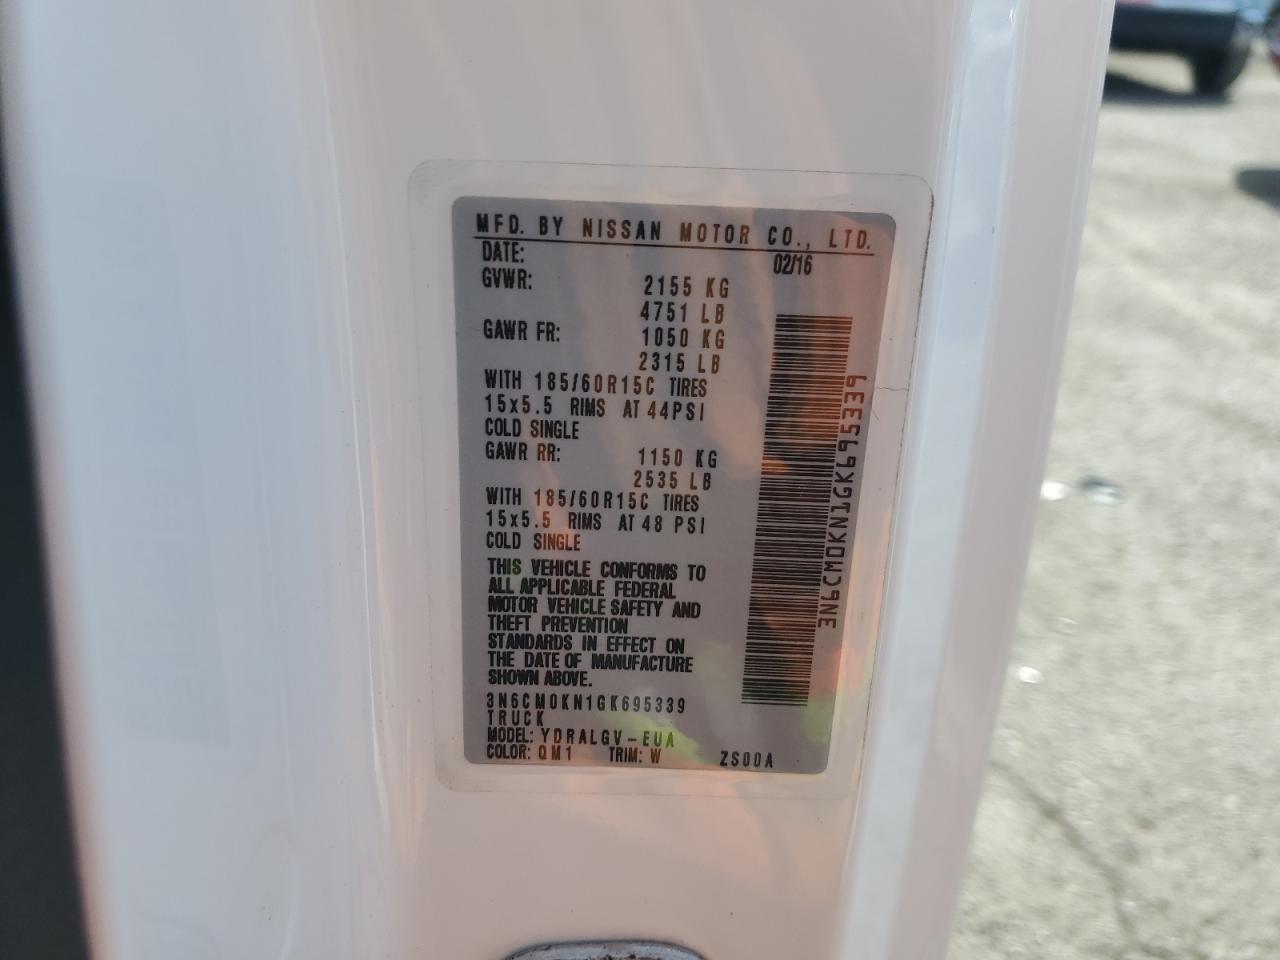 MFD. BY NISSAN MOTOR CO., LTD.
DATE: 02/16
GVWR: 2155 KG
4751 LB
GAWR FR: 1050 KG
2315 LB
WITH 185/60R15C TIRES
15x5.5 RIMS AT 44PSI
COLD SINGLE
GAWR RR: 1150 KG
2535 LB
WITH 185/60R15C TIRES
15x5.5 RIMS AT 48 PSI
COLD SINGLE
THIS VEHICLE CONFORMS TO
ALL APPLICABLE FEDERAL
MOTOR VEHICLE SAFETY AND
THEFT PREVENTION
STANDARDS IN EFFECT ON
THE DATE OF MANUFACTURE
SHOWN ABOVE.
3N6CM0KN1GK695339
TRUCK
MODEL: YDRALGV-EUA
COLOR: QM1 TRIM: W ZS00A
3N6CM0KN1GK695339